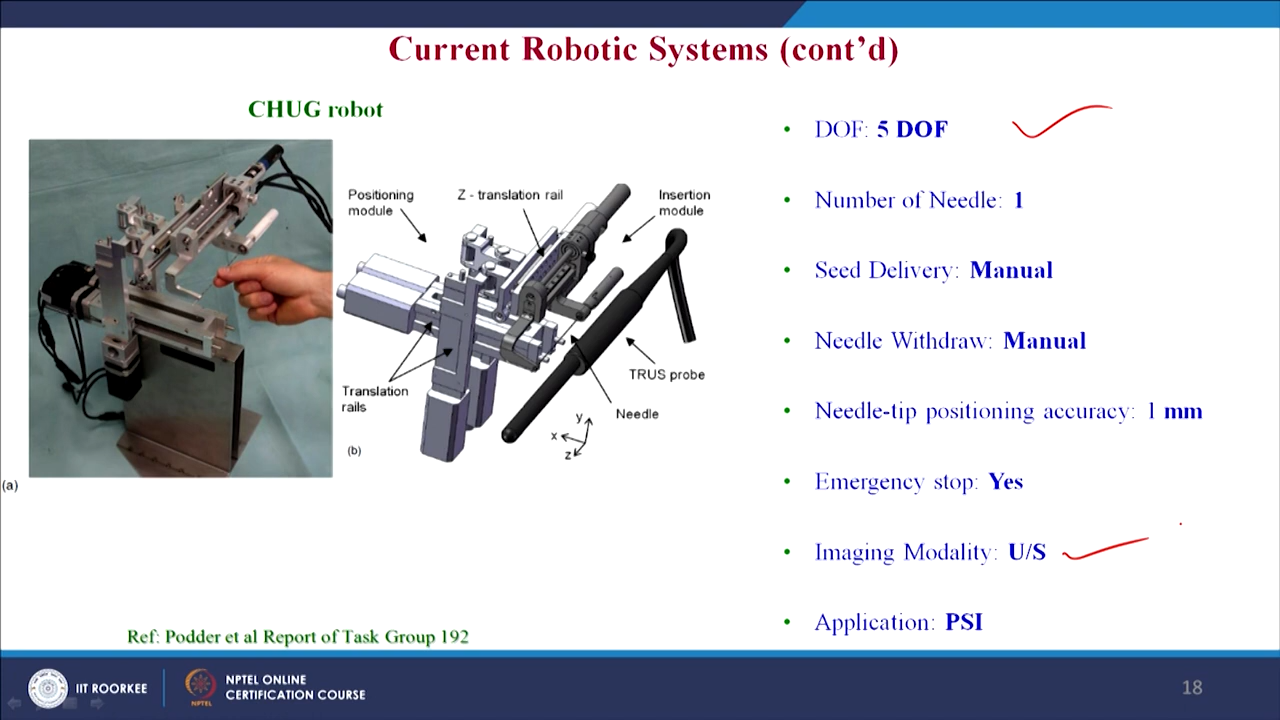 Current Robotic Systems (cont'd)
CHUG robot
Positioning
module
Z - translation rail
Insertion
module
Translation
rails
TRUS probe
Needle
y
x
z
(a)
(b)
• DOF: 5 DOF
• Number of Needle: 1
• Seed Delivery: Manual
• Needle Withdraw: Manual
• Needle-tip positioning accuracy: 1 mm
• Emergency stop: Yes
• Imaging Modality: U/S
• Application: PSI
Ref: Podder et al Report of Task Group 192
IIT ROORKEE
NPTEL
NPTEL ONLINE
CERTIFICATION COURSE
18